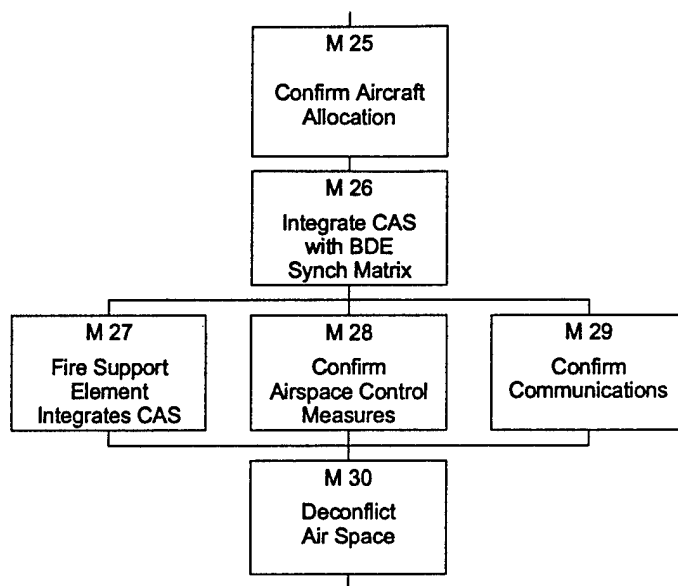 M 25
Confirm Aircraft
Allocation
M 26
Integrate CAS
with BDE
Synch Matrix
M 27
Fire Support
Element
Integrates CAS
M 28
Confirm
Airspace Control
Measures
M 29
Confirm
Communications
M 30
Deconflict
Air Space